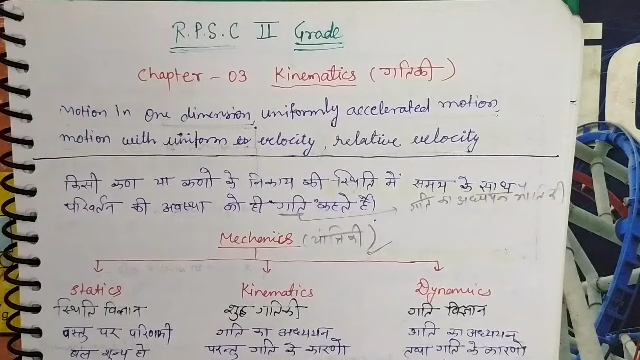 R.P.S.C II Grade
Chapter - 03 Kinematics (गतिकी)
Motion in one dimension, uniformly accelerated motion,
motion with uniform velocity, relative velocity
किसी कण या कणों के निकाय की स्थिति में समय के साथ
परिवर्तन की अवस्था को ही गति कहते हैं।
गति का अध्ययन
Mechanics (यांत्रिकी)
Statics Kinematics Dynamics
स्थिति विज्ञान शुद्ध गतिकी गति विज्ञान
वस्तु पर परिणामी गति का अध्ययन गति का अध्ययन
बल शून्य हो परन्तु गति के कारणों तथा गति के कारणों